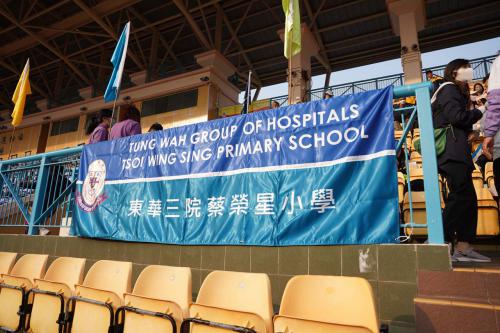 TUNG WAH GROUP OF HOSPITALS
TSOI WING SING PRIMARY SCHOOL
東華三院蔡榮星小學